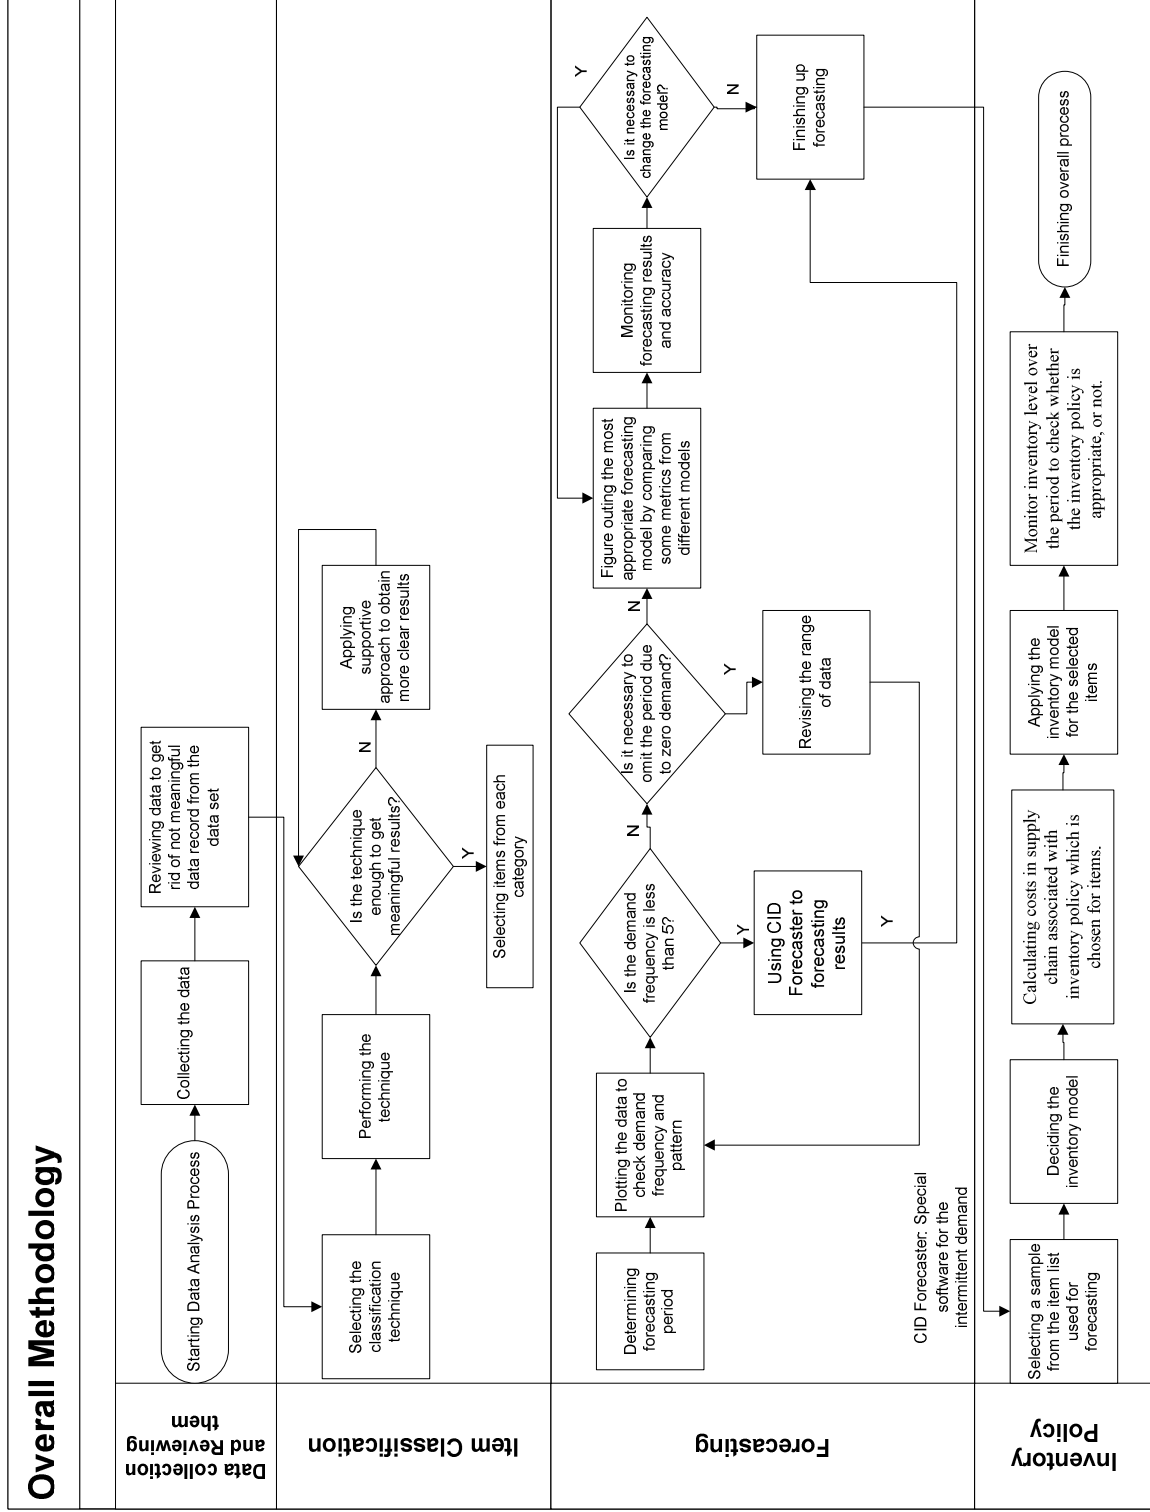 Overall Methodology
Data collection
and Reviewing
them
Starting Data Analysis Process
Collecting the data
Reviewing data to get
rid of not meaningful
data record from the
data set
Item Classification
Selecting the
classification
technique
Performing the
technique
Is the technique
enough to get
meaningful results?
N
Y
Applying
supportive
approach to obtain
more clear results
Selecting items from each
category
Forecasting
Determining
forecasting
period
Plotting the data to
check demand
frequency and
pattern
Is the demand
frequency is less
than 5?
N
Y
Using CID
Forecaster to
forecasting
results
Y
Is it necessary to
omit the period due
to zero demand?
N
Y
Revising the range
of data
Figure outing the most
appropriate forecasting
model by comparing
some metrics from
different models
Monitoring
forecasting results
and accuracy
Is it necessary to
change the forecasting
model?
Y
N
Finishing up
forecasting
CID Forecaster: Special
software for the
intermittent demand
Inventory
Policy
Selecting a sample
from the item list
used for
forecasting
Deciding the
inventory model
Calculating costs in supply
chain associated with
inventory policy which is
chosen for items.
Applying the
inventory model
for the selected
items
Monitor inventory level over
the period to check whether
the inventory policy is
appropriate, or not.
Finishing overall process